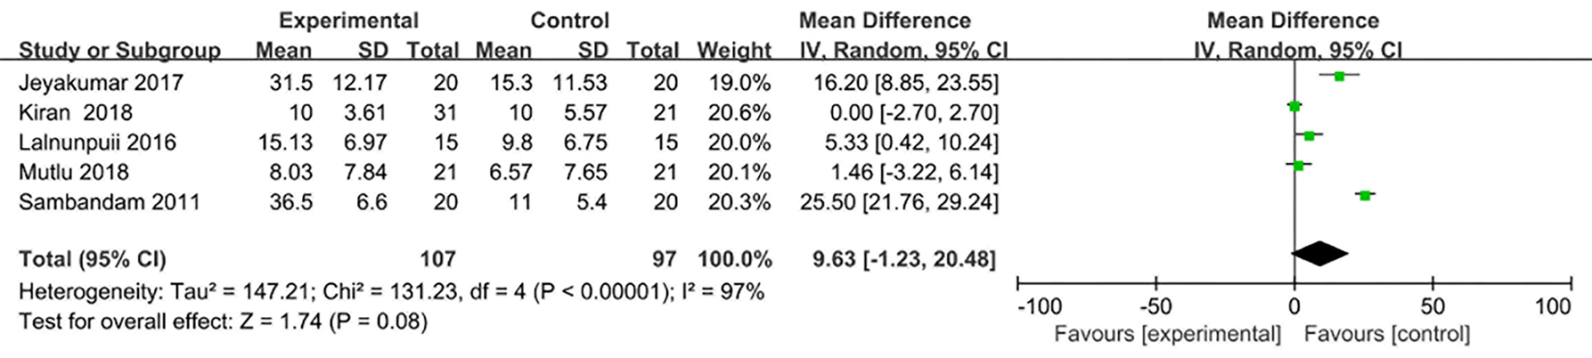 Experimental Control Mean Difference Mean Difference
Study or Subgroup Mean SD Total Mean SD Total Weight IV, Random, 95% CI IV, Random, 95% CI
Jeyakumar 2017 31.5 12.17 20 15.3 11.53 20 19.0% 16.20 [8.85, 23.55]
Kiran 2018 10 3.61 31 10 5.57 21 20.6% 0.00 [-2.70, 2.70]
Lalnunpuii 2016 15.13 6.97 15 9.8 6.75 15 20.0% 5.33 [0.42, 10.24]
Mutlu 2018 8.03 7.84 21 6.57 7.65 21 20.1% 1.46 [-3.22, 6.14]
Sambandam 2011 36.5 6.6 20 11 5.4 20 20.3% 25.50 [21.76, 29.24]
Total (95% CI) 107 97 100.0% 9.63 [-1.23, 20.48]
Heterogeneity: Tau² = 147.21; Chi² = 131.23, df = 4 (P < 0.00001); I² = 97%
Test for overall effect: Z = 1.74 (P = 0.08)
-100 -50 0 50 100
Favours [experimental] Favours [control]